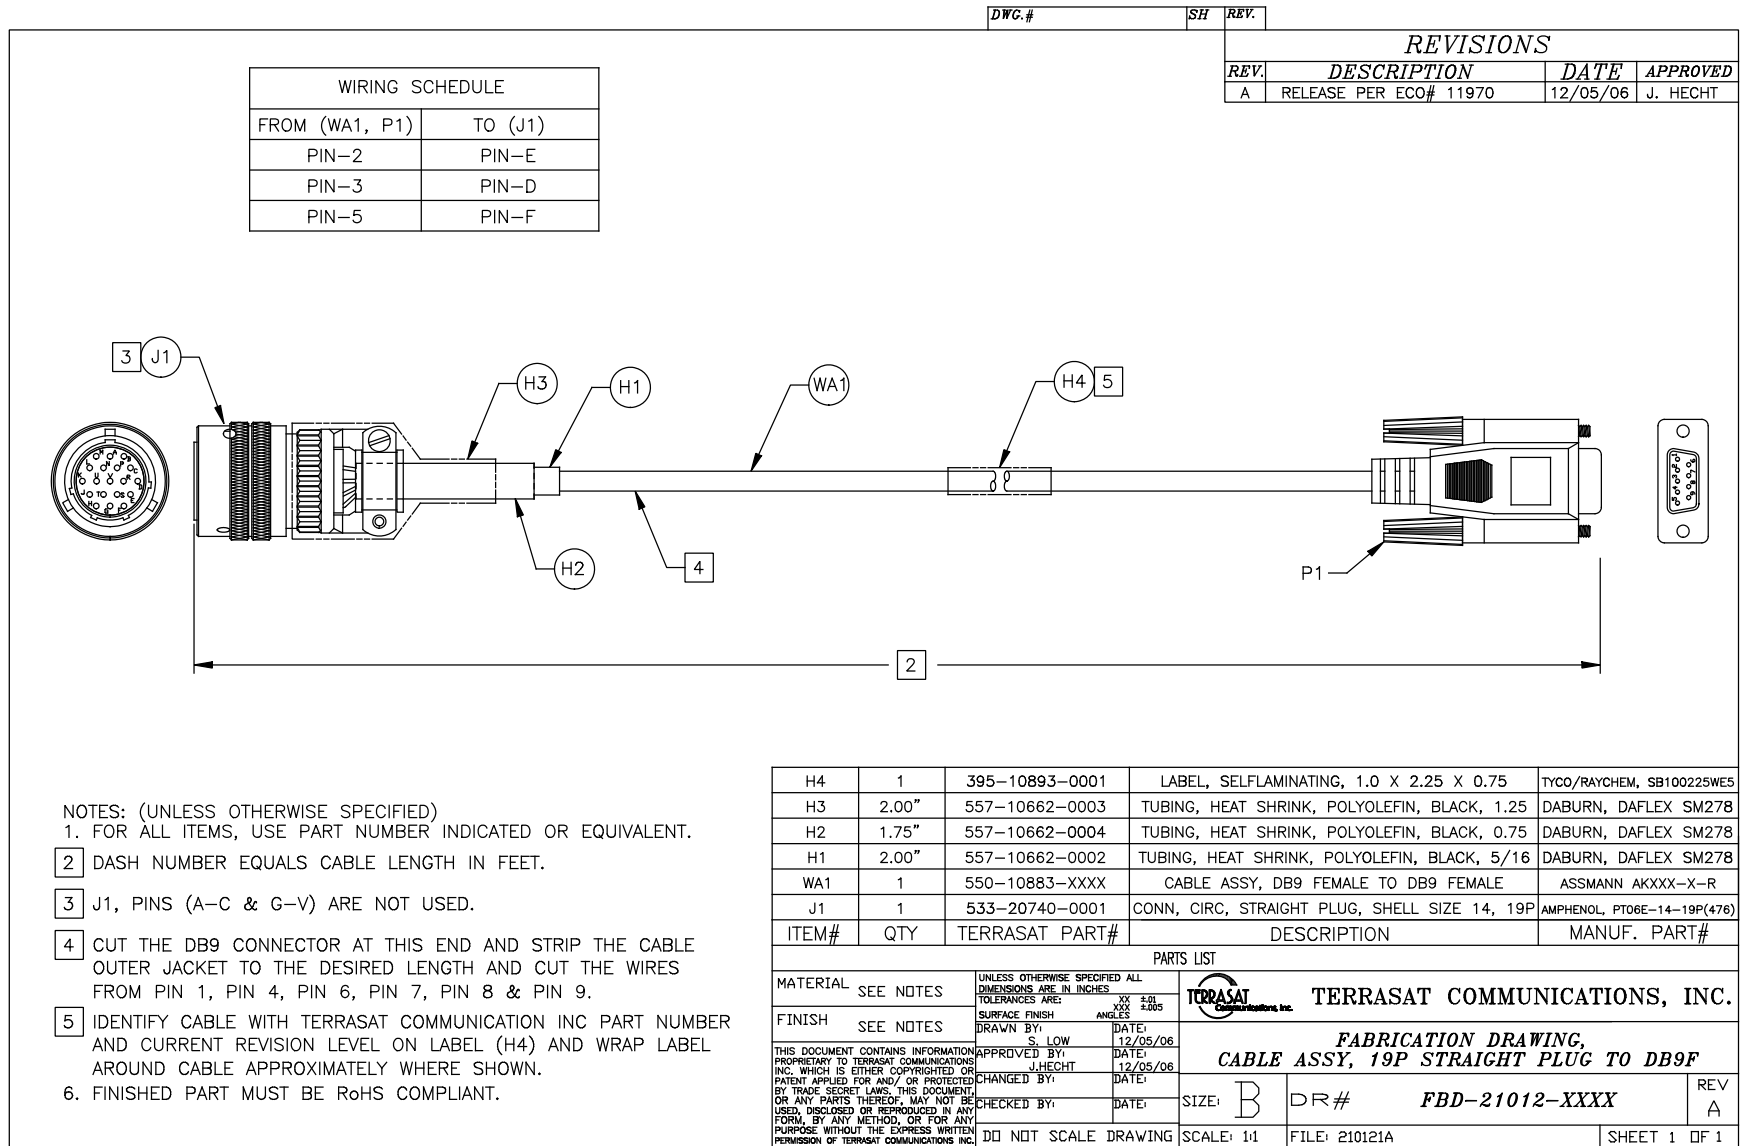 DWG.# SH REV.
REVISIONS
REV. DESCRIPTION DATE APPROVED
A RELEASE PER ECO# 11970 12/05/06 J. HECHT
WIRING SCHEDULE
FROM (WA1, P1) TO (J1)
PIN-2 PIN-E
PIN-3 PIN-D
PIN-5 PIN-F
3 J1
H3
H1
WA1
H4 5
H2
4
P1
2
NOTES: (UNLESS OTHERWISE SPECIFIED)
1. FOR ALL ITEMS, USE PART NUMBER INDICATED OR EQUIVALENT.
2 DASH NUMBER EQUALS CABLE LENGTH IN FEET.
3 J1, PINS (A-C & G-V) ARE NOT USED.
4 CUT THE DB9 CONNECTOR AT THIS END AND STRIP THE CABLE
OUTER JACKET TO THE DESIRED LENGTH AND CUT THE WIRES
FROM PIN 1, PIN 4, PIN 6, PIN 7, PIN 8 & PIN 9.
5 IDENTIFY CABLE WITH TERRASAT COMMUNICATION INC PART NUMBER
AND CURRENT REVISION LEVEL ON LABEL (H4) AND WRAP LABEL
AROUND CABLE APPROXIMATELY WHERE SHOWN.
6. FINISHED PART MUST BE RoHS COMPLIANT.
H4 1 395-10893-0001 LABEL, SELFLAMINATING, 1.0 X 2.25 X 0.75 TYCO/RAYCHEM, SB100225WE5
H3 2.00" 557-10662-0003 TUBING, HEAT SHRINK, POLYOLEFIN, BLACK, 1.25 DABURN, DAFLEX SM278
H2 1.75" 557-10662-0004 TUBING, HEAT SHRINK, POLYOLEFIN, BLACK, 0.75 DABURN, DAFLEX SM278
H1 2.00" 557-10662-0002 TUBING, HEAT SHRINK, POLYOLEFIN, BLACK, 5/16 DABURN, DAFLEX SM278
WA1 1 550-10883-XXXX CABLE ASSY, DB9 FEMALE TO DB9 FEMALE ASSMANN AKXXX-X-R
J1 1 533-20740-0001 CONN, CIRC, STRAIGHT PLUG, SHELL SIZE 14, 19P AMPHENOL, PT06E-14-19P(476)
ITEM# QTY TERRASAT PART# DESCRIPTION MANUF. PART#
PARTS LIST
MATERIAL SEE NOTES
FINISH SEE NOTES
THIS DOCUMENT CONTAINS INFORMATION
PROPRIETARY TO TERRASAT COMMUNICATIONS
INC. WHICH IS EITHER COPYRIGHTED OR
PATENT APPLIED FOR AND/ OR PROTECTED
BY TRADE SECRET LAWS. THIS DOCUMENT,
OR ANY PARTS THEREOF, MAY NOT BE
USED, DISCLOSED OR REPRODUCED IN ANY
FORM, BY ANY METHOD, OR FOR ANY
PURPOSE WITHOUT THE EXPRESS WRITTEN
PERMISSION OF TERRASAT COMMUNICATIONS INC.
UNLESS OTHERWISE SPECIFIED ALL
DIMENSIONS ARE IN INCHES
TOLERANCES ARE: XX ±.01
XXX ±.005
SURFACE FINISH ANGLES
DRAWN BY: DATE:
S. LOW 12/05/06
APPROVED BY: DATE:
J.HECHT 12/05/06
CHANGED BY: DATE:
CHECKED BY: DATE:
DO NOT SCALE DRAWING
TERRASAT
Communications, Inc.
TERRASAT COMMUNICATIONS, INC.
FABRICATION DRAWING,
CABLE ASSY, 19P STRAIGHT PLUG TO DB9F
SIZE: B DR# FBD-21012-XXXX REV A
SCALE: 1:1 FILE: 210121A SHEET 1 OF 1